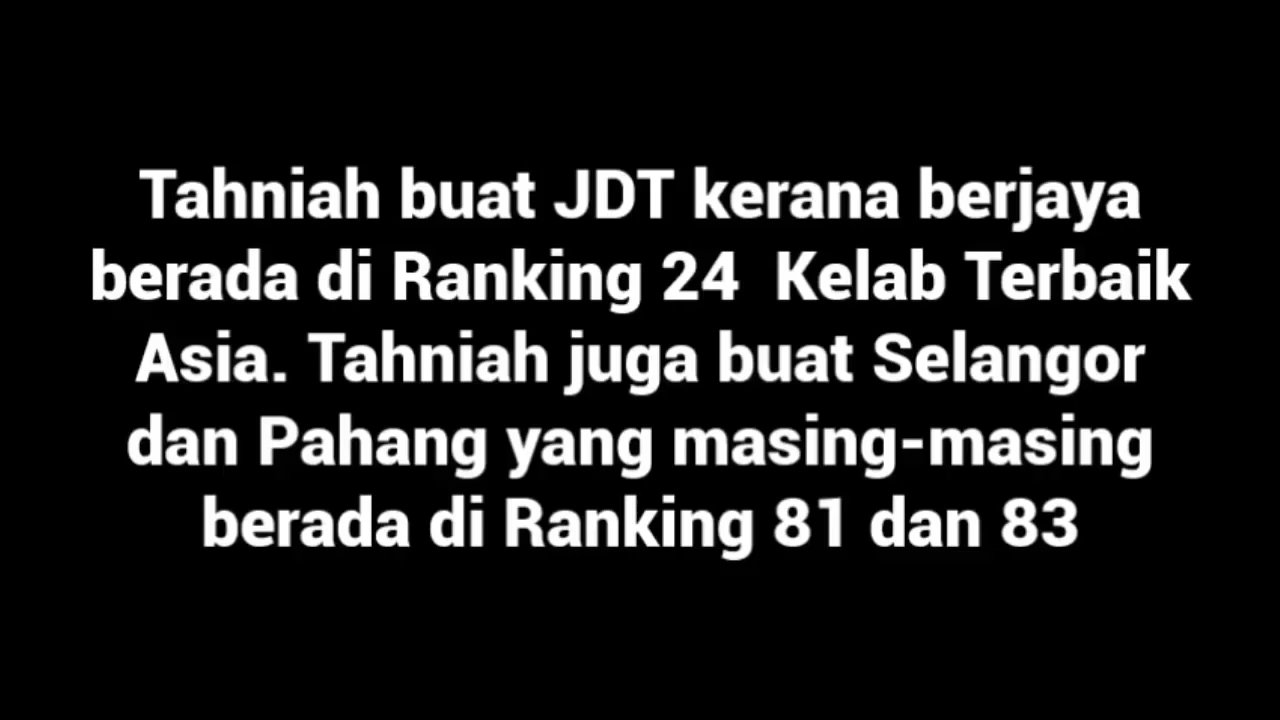 Tahniah buat JDT kerana berjaya
berada di Ranking 24  Kelab Terbaik
Asia. Tahniah juga buat Selangor
dan Pahang yang masing-masing
berada di Ranking 81 dan 83